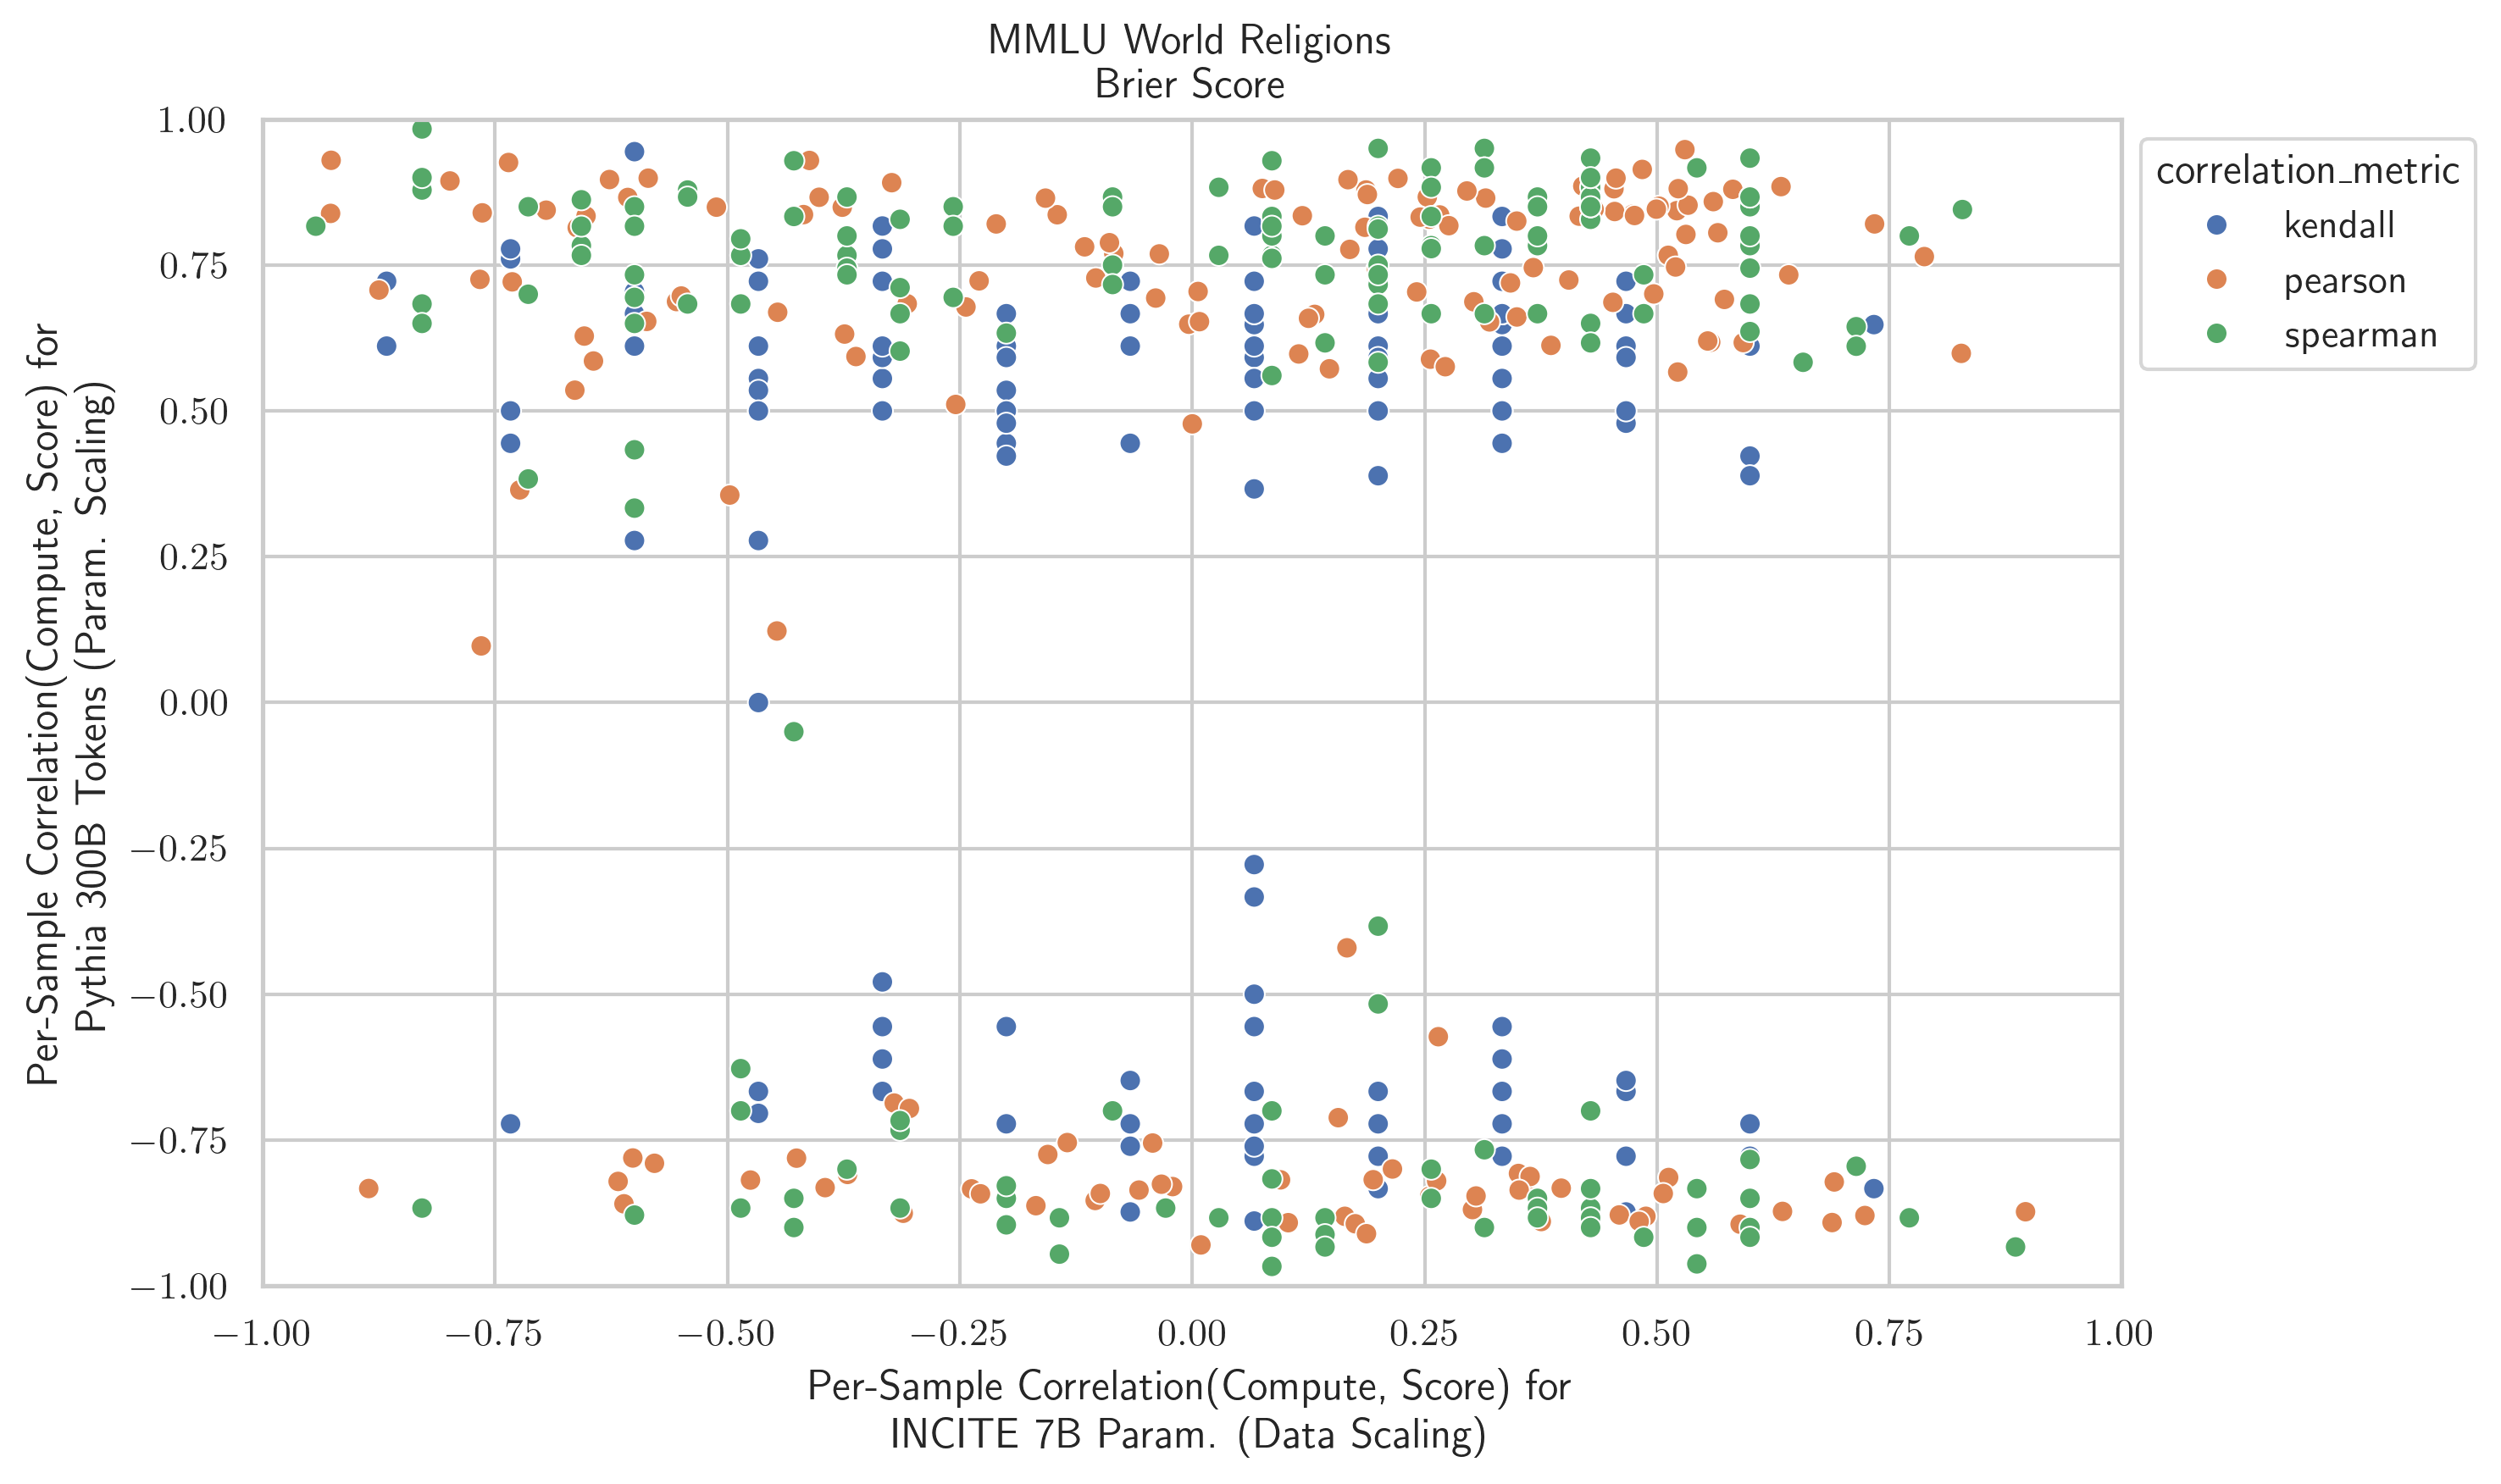 MMLU World Religions
Brier Score
Per-Sample Correlation(Compute, Score) for
Pythia 300B Tokens (Param. Scaling)
1.00
0.75
0.50
0.25
0.00
−0.25
−0.50
−0.75
−1.00
−1.00 −0.75 −0.50 −0.25 0.00 0.25 0.50 0.75 1.00
Per-Sample Correlation(Compute, Score) for
INCITE 7B Param. (Data Scaling)
correlation_metric
kendall
pearson
spearman